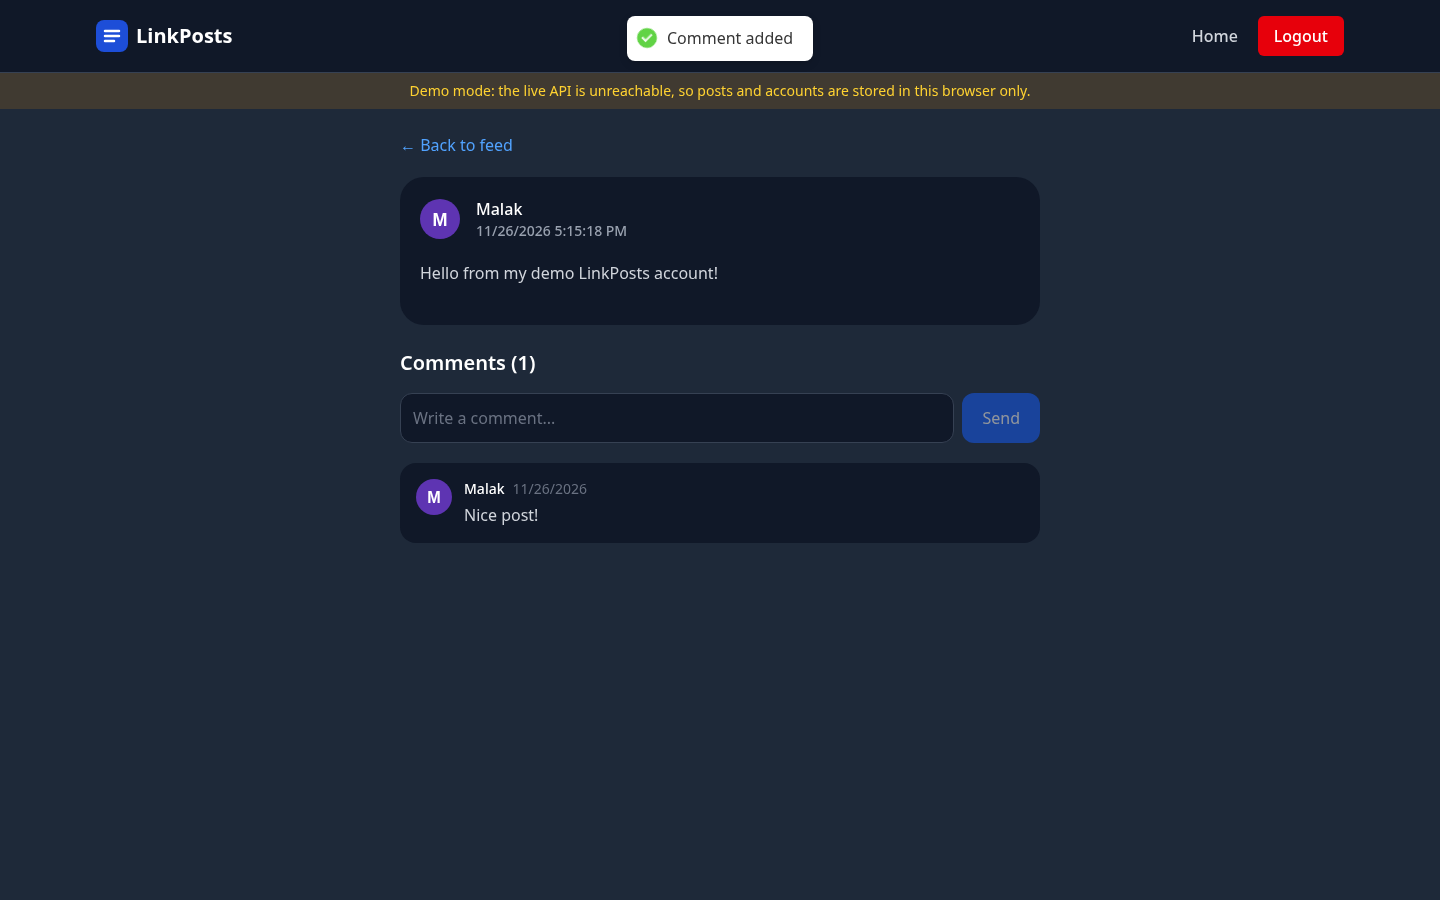 LinkPosts
Comment added
Home
Logout
Demo mode: the live API is unreachable, so posts and accounts are stored in this browser only.
← Back to feed
M
Malak
11/26/2026 5:15:18 PM
Hello from my demo LinkPosts account!
Comments (1)
Write a comment...
Send
M
Malak 11/26/2026
Nice post!